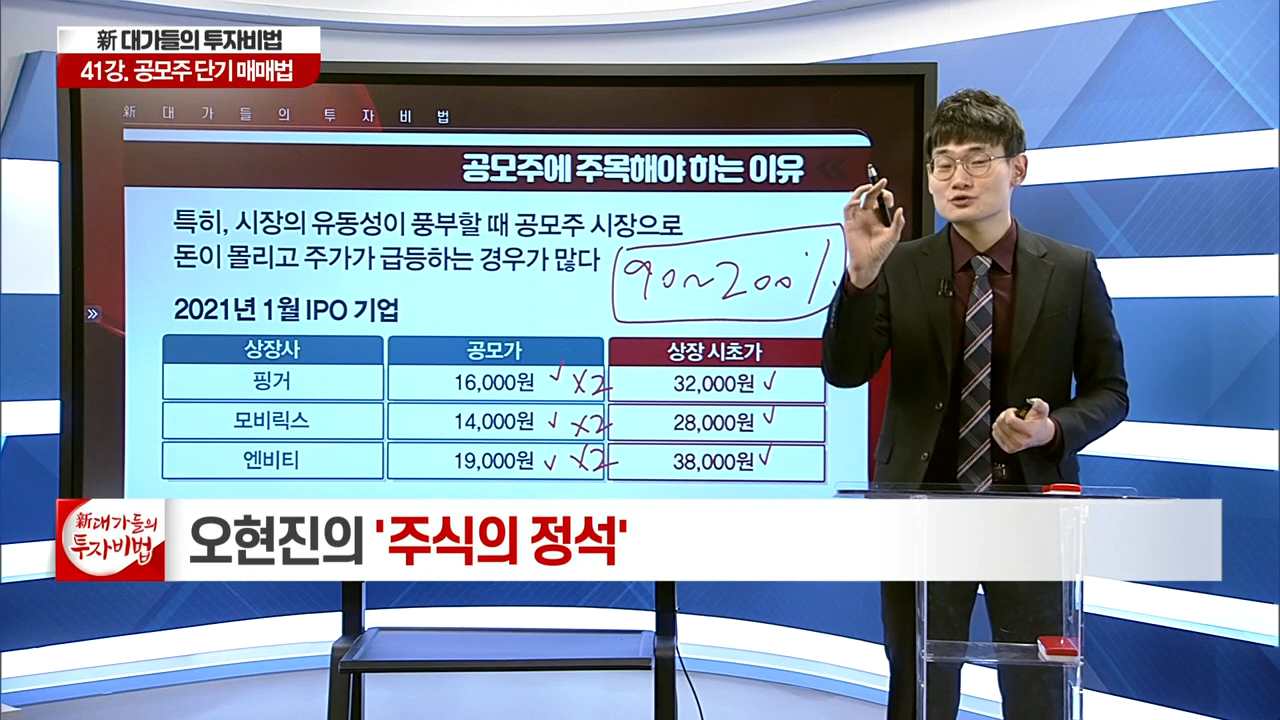 新 대가들의 투자비법
41강. 공모주 단기 매매법
新 대 가 들 의 투 자 비 법
공모주에 주목해야 하는 이유
특히, 시장의 유동성이 풍부할 때 공모주 시장으로
돈이 몰리고 주가가 급등하는 경우가 많다
90~200%
2021년 1월 IPO 기업
상장사 공모가 상장 시초가
핑거 16,000원 ×2 32,000원
모비릭스 14,000원 ×2 28,000원
엔비티 19,000원 ×2 38,000원
新대가들의
투자비법
오현진의 '주식의 정석'